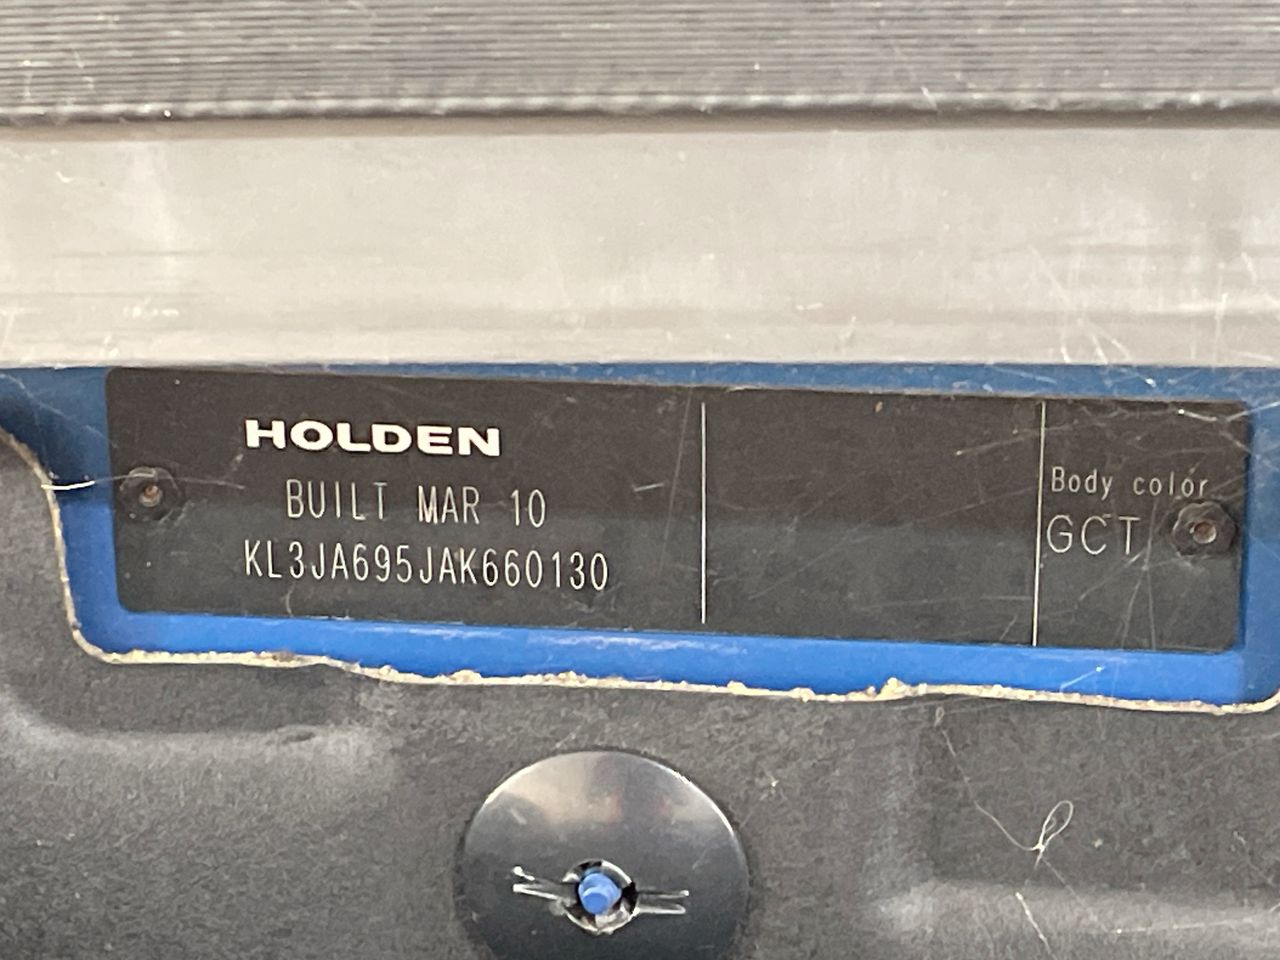 HOLDEN
BUILT MAR 10
KL3JA695JAK660130
Body color
GCT